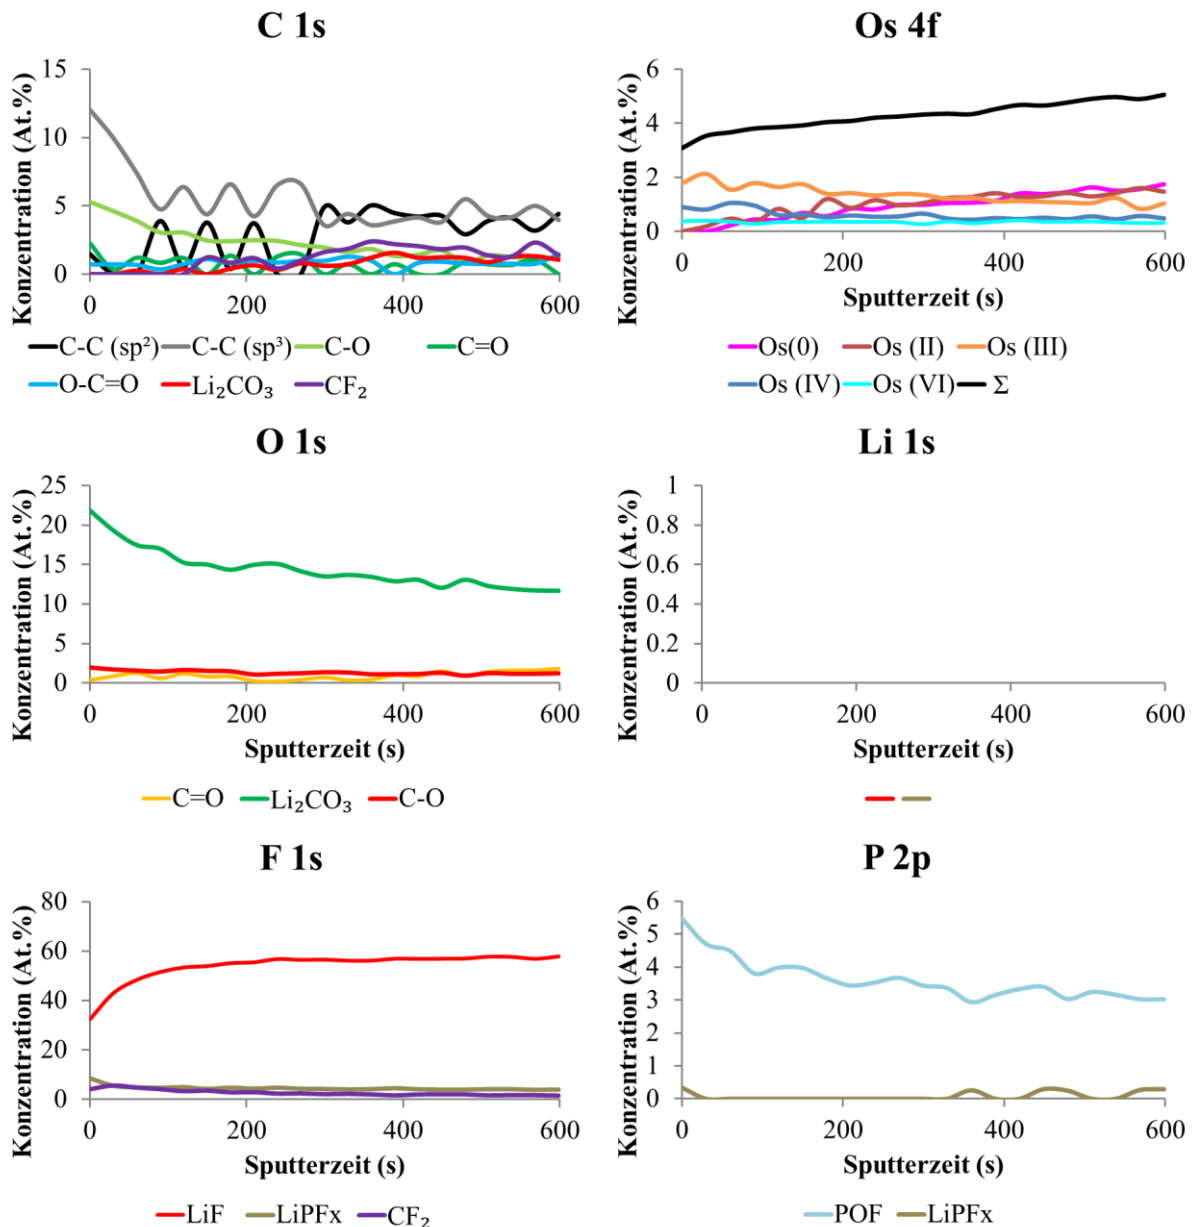 C 1s
Konzentration (At.%)
15
10
5
0
0 200 400 600
Sputterzeit (s)
C-C (sp²) C-C (sp³) C-O C=O
O-C=O Li₂CO₃ CF₂
Os 4f
Konzentration (At.%)
6
4
2
0
0 200 400 600
Sputterzeit (s)
Os(0) Os (II) Os (III)
Os (IV) Os (VI) Σ
O 1s
Konzentration (At.%)
25
20
15
10
5
0
0 200 400 600
Sputterzeit (s)
C=O Li₂CO₃ C-O
Li 1s
Konzentration (At.%)
1
0.8
0.6
0.4
0.2
0
0 200 400 600
Sputterzeit (s)
F 1s
Konzentration (At.%)
80
60
40
20
0
0 200 400 600
Sputterzeit (s)
LiF LiPFx CF₂
P 2p
Konzentration (At.%)
6
5
4
3
2
1
0
0 200 400 600
Sputterzeit (s)
POF LiPFx